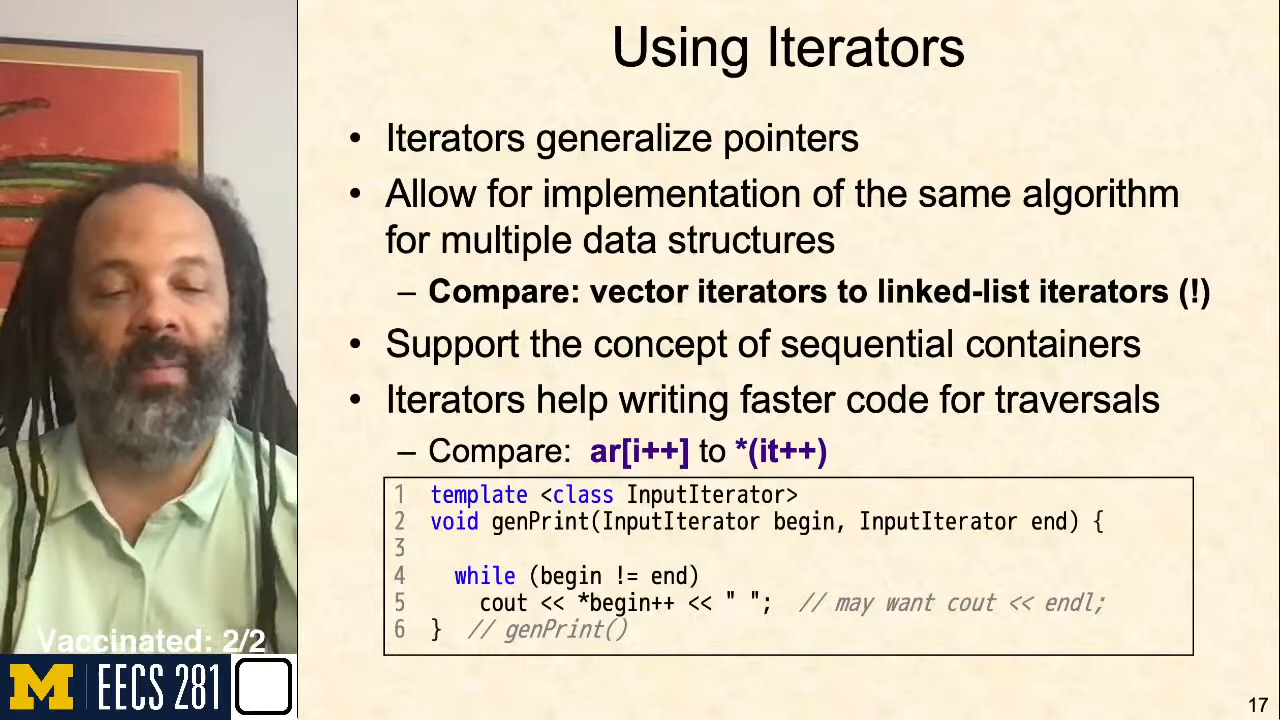 Using Iterators
• Iterators generalize pointers
• Allow for implementation of the same algorithm
for multiple data structures
– Compare: vector iterators to linked-list iterators (!)
• Support the concept of sequential containers
• Iterators help writing faster code for traversals
– Compare: ar[i++] to *(it++)
1 template <class InputIterator>
2 void genPrint(InputIterator begin, InputIterator end) {
3
4 while (begin != end)
5 cout << *begin++ << " "; // may want cout << endl;
6 } // genPrint()
Vaccinated: 2/2
M EECS 281
17